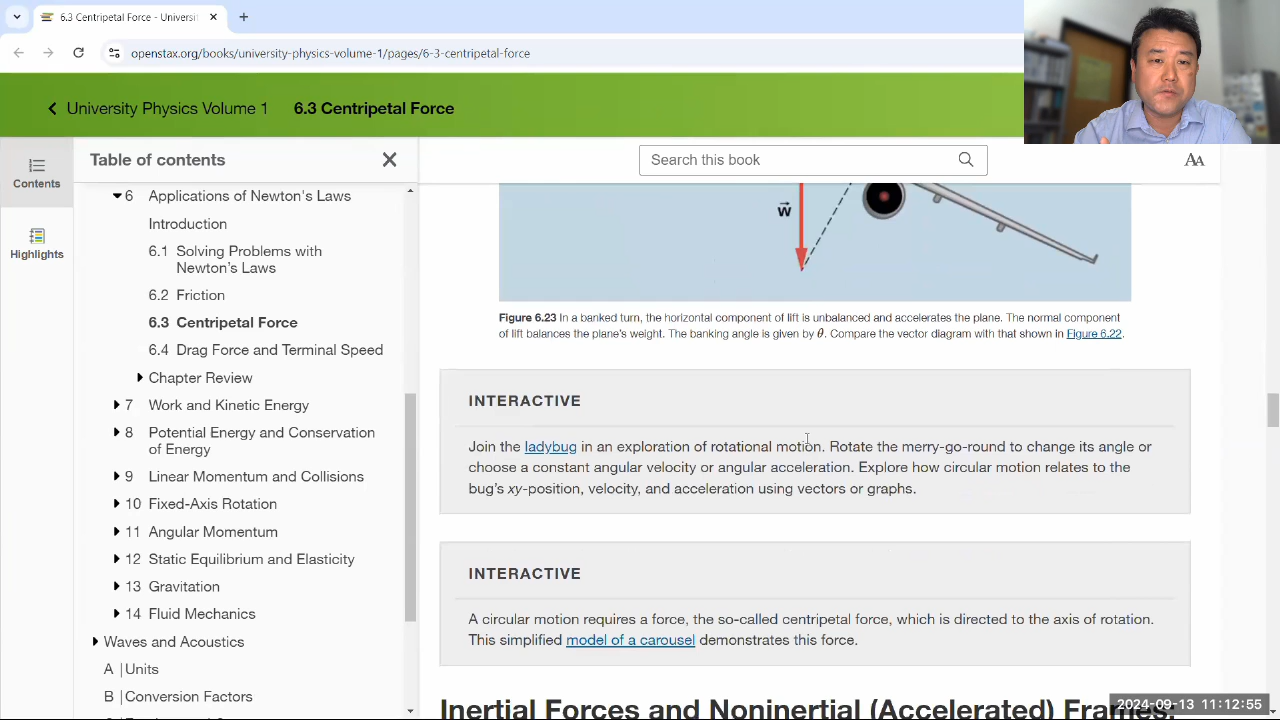 6.3 Centripetal Force - Universi
openstax.org/books/university-physics-volume-1/pages/6-3-centripetal-force
University Physics Volume 1 6.3 Centripetal Force
Contents
Highlights
Table of contents
6 Applications of Newton's Laws
Introduction
6.1 Solving Problems with
Newton's Laws
6.2 Friction
6.3 Centripetal Force
6.4 Drag Force and Terminal Speed
Chapter Review
7 Work and Kinetic Energy
8 Potential Energy and Conservation
of Energy
9 Linear Momentum and Collisions
10 Fixed-Axis Rotation
11 Angular Momentum
12 Static Equilibrium and Elasticity
13 Gravitation
14 Fluid Mechanics
Waves and Acoustics
A | Units
B | Conversion Factors
Search this book
AA
w
Figure 6.23 In a banked turn, the horizontal component of lift is unbalanced and accelerates the plane. The normal component
of lift balances the plane's weight. The banking angle is given by θ. Compare the vector diagram with that shown in Figure 6.22.
INTERACTIVE
Join the ladybug in an exploration of rotational motion. Rotate the merry-go-round to change its angle or
choose a constant angular velocity or angular acceleration. Explore how circular motion relates to the
bug's xy-position, velocity, and acceleration using vectors or graphs.
INTERACTIVE
A circular motion requires a force, the so-called centripetal force, which is directed to the axis of rotation.
This simplified model of a carousel demonstrates this force.
Inertial Forces and Noninertial (Accelerated) Frames:
2024-09-13 11:12:55